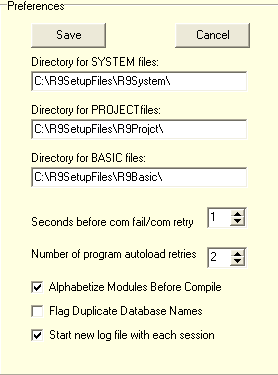 Preferences
Save Cancel
Directory for SYSTEM files:
C:\R9SetupFiles\R9System\
Directory for PROJECTfiles:
C:\R9SetupFiles\R9Projct\
Directory for BASIC files:
C:\R9SetupFiles\R9Basic\
Seconds before com fail/com retry 1
Number of program autoload retries 2
Alphabetize Modules Before Compile
Flag Duplicate Database Names
Start new log file with each session